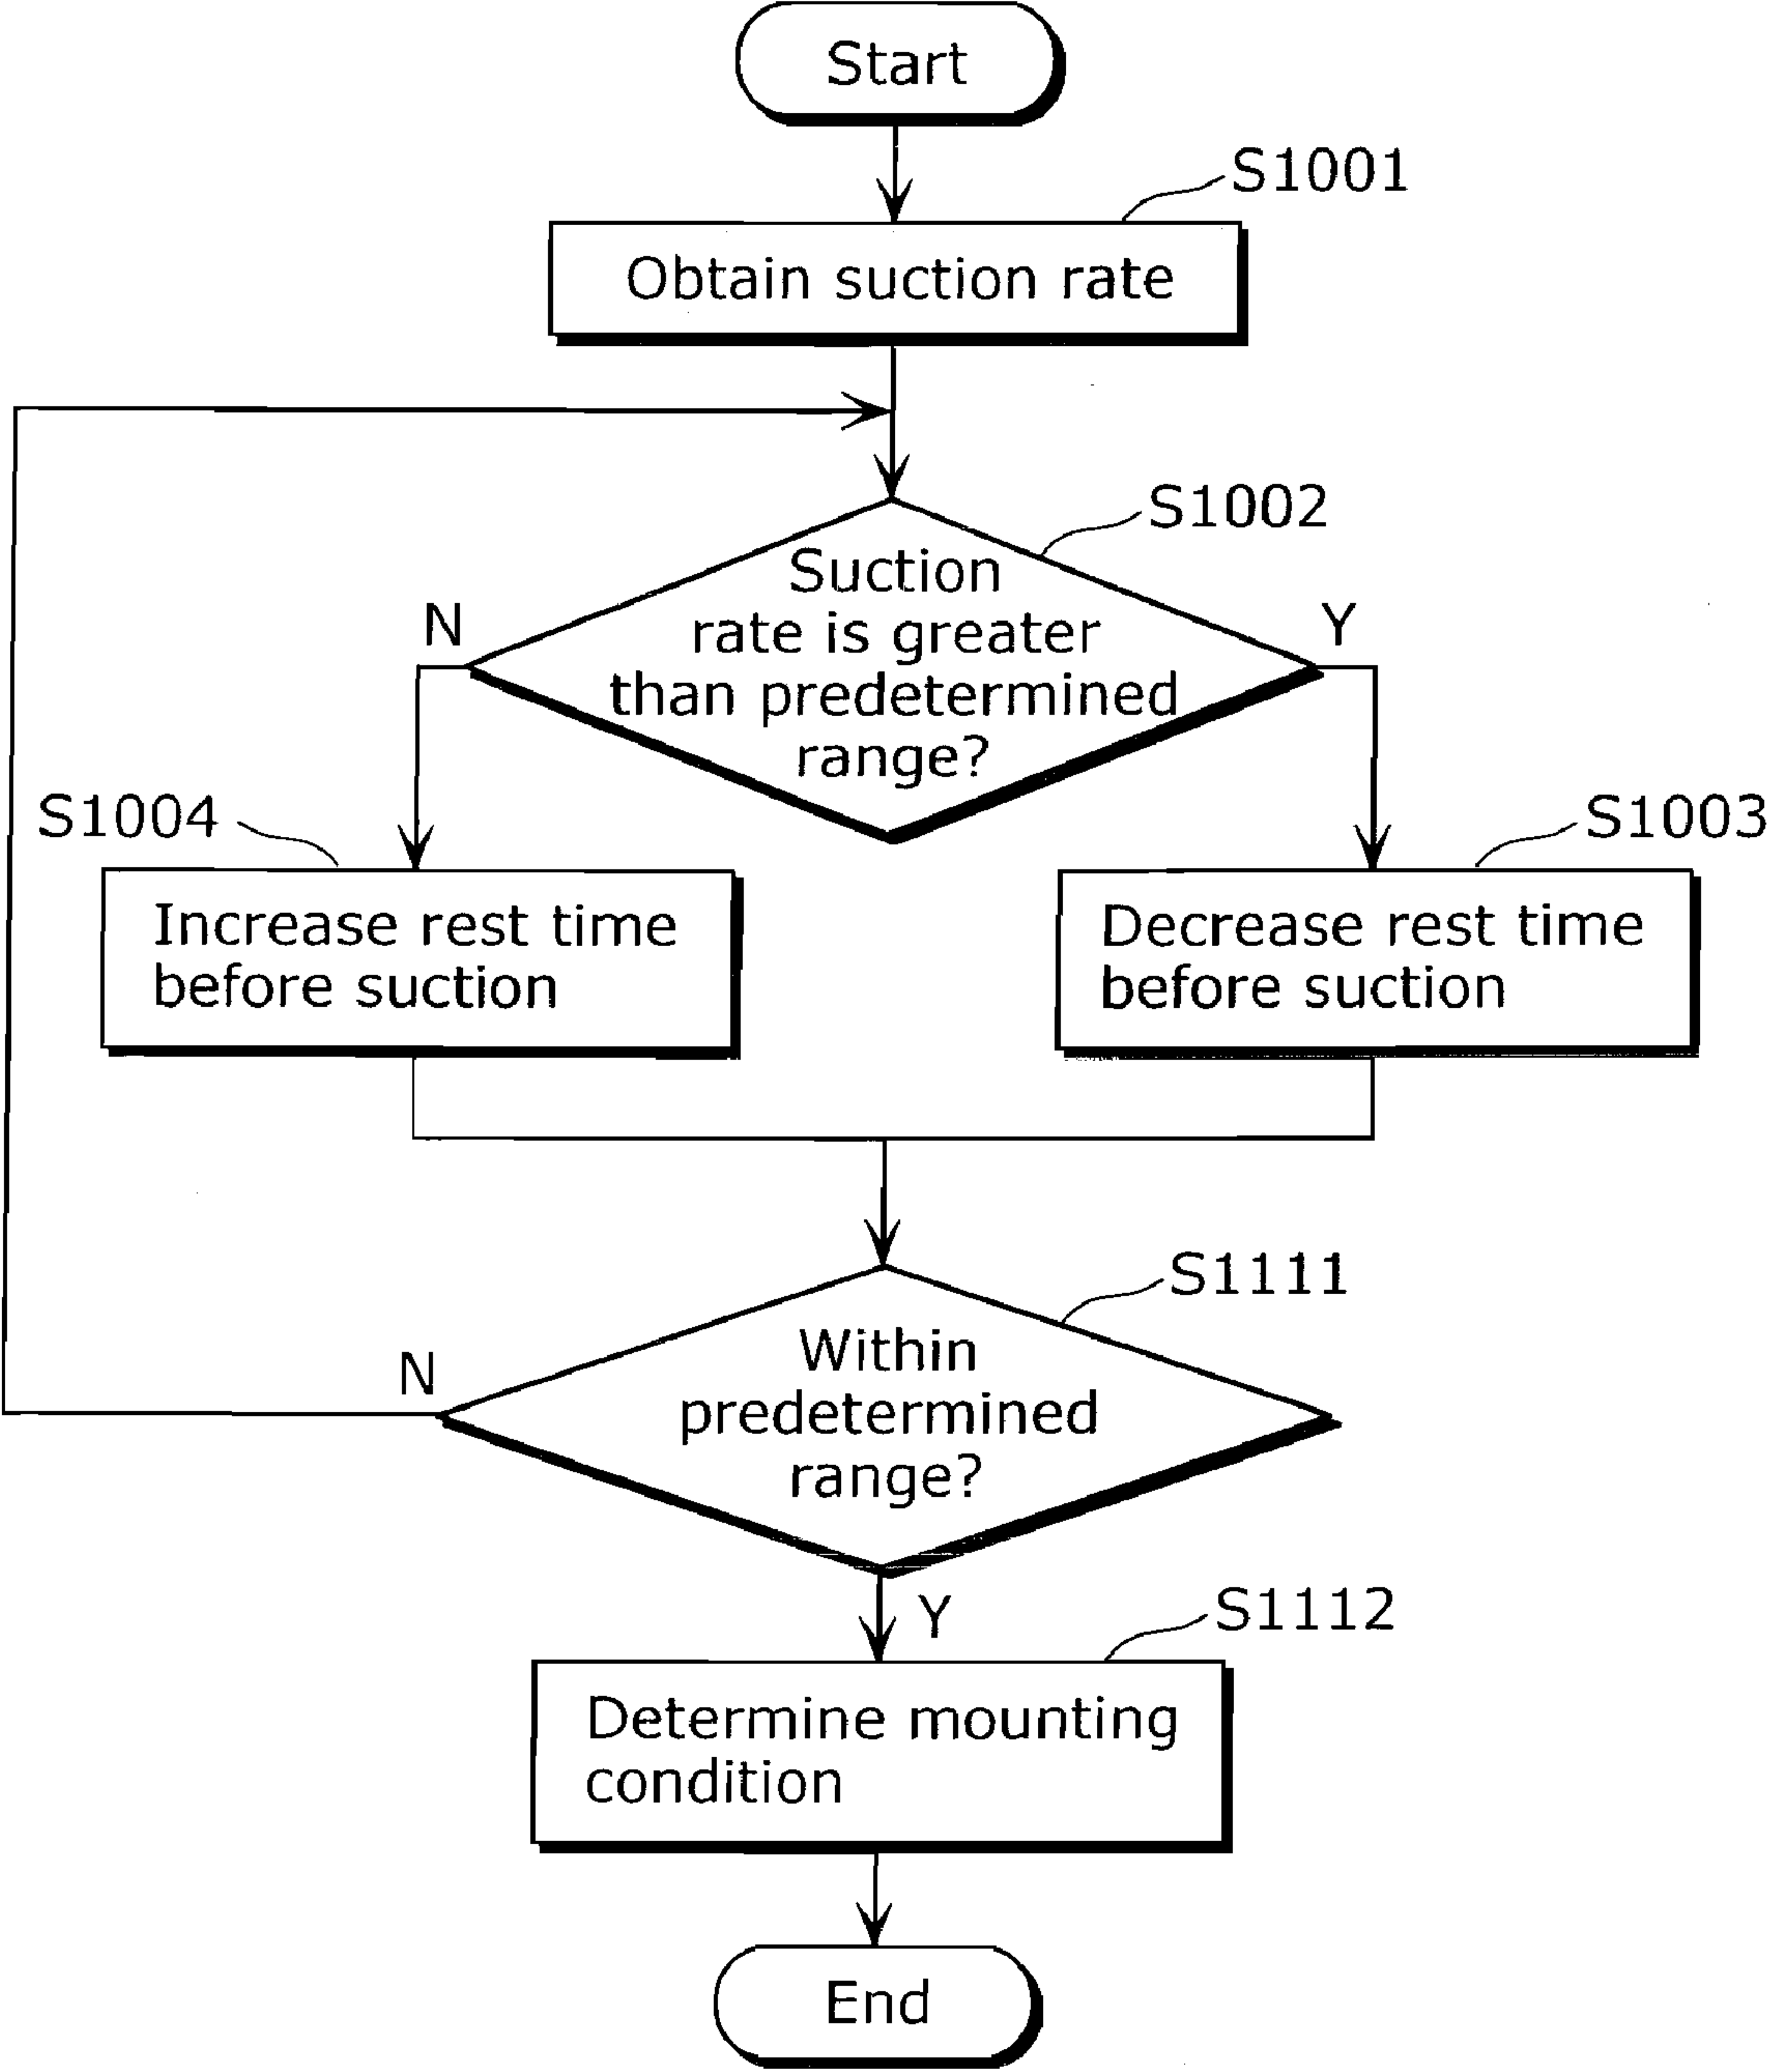 Start
S1001
Obtain suction rate
S1002
Suction
rate is greater
than predetermined
range?
N
Y
S1004
S1003
Increase rest time
before suction
Decrease rest time
before suction
S1111
Within
predetermined
range?
N
Y
S1112
Determine mounting
condition
End